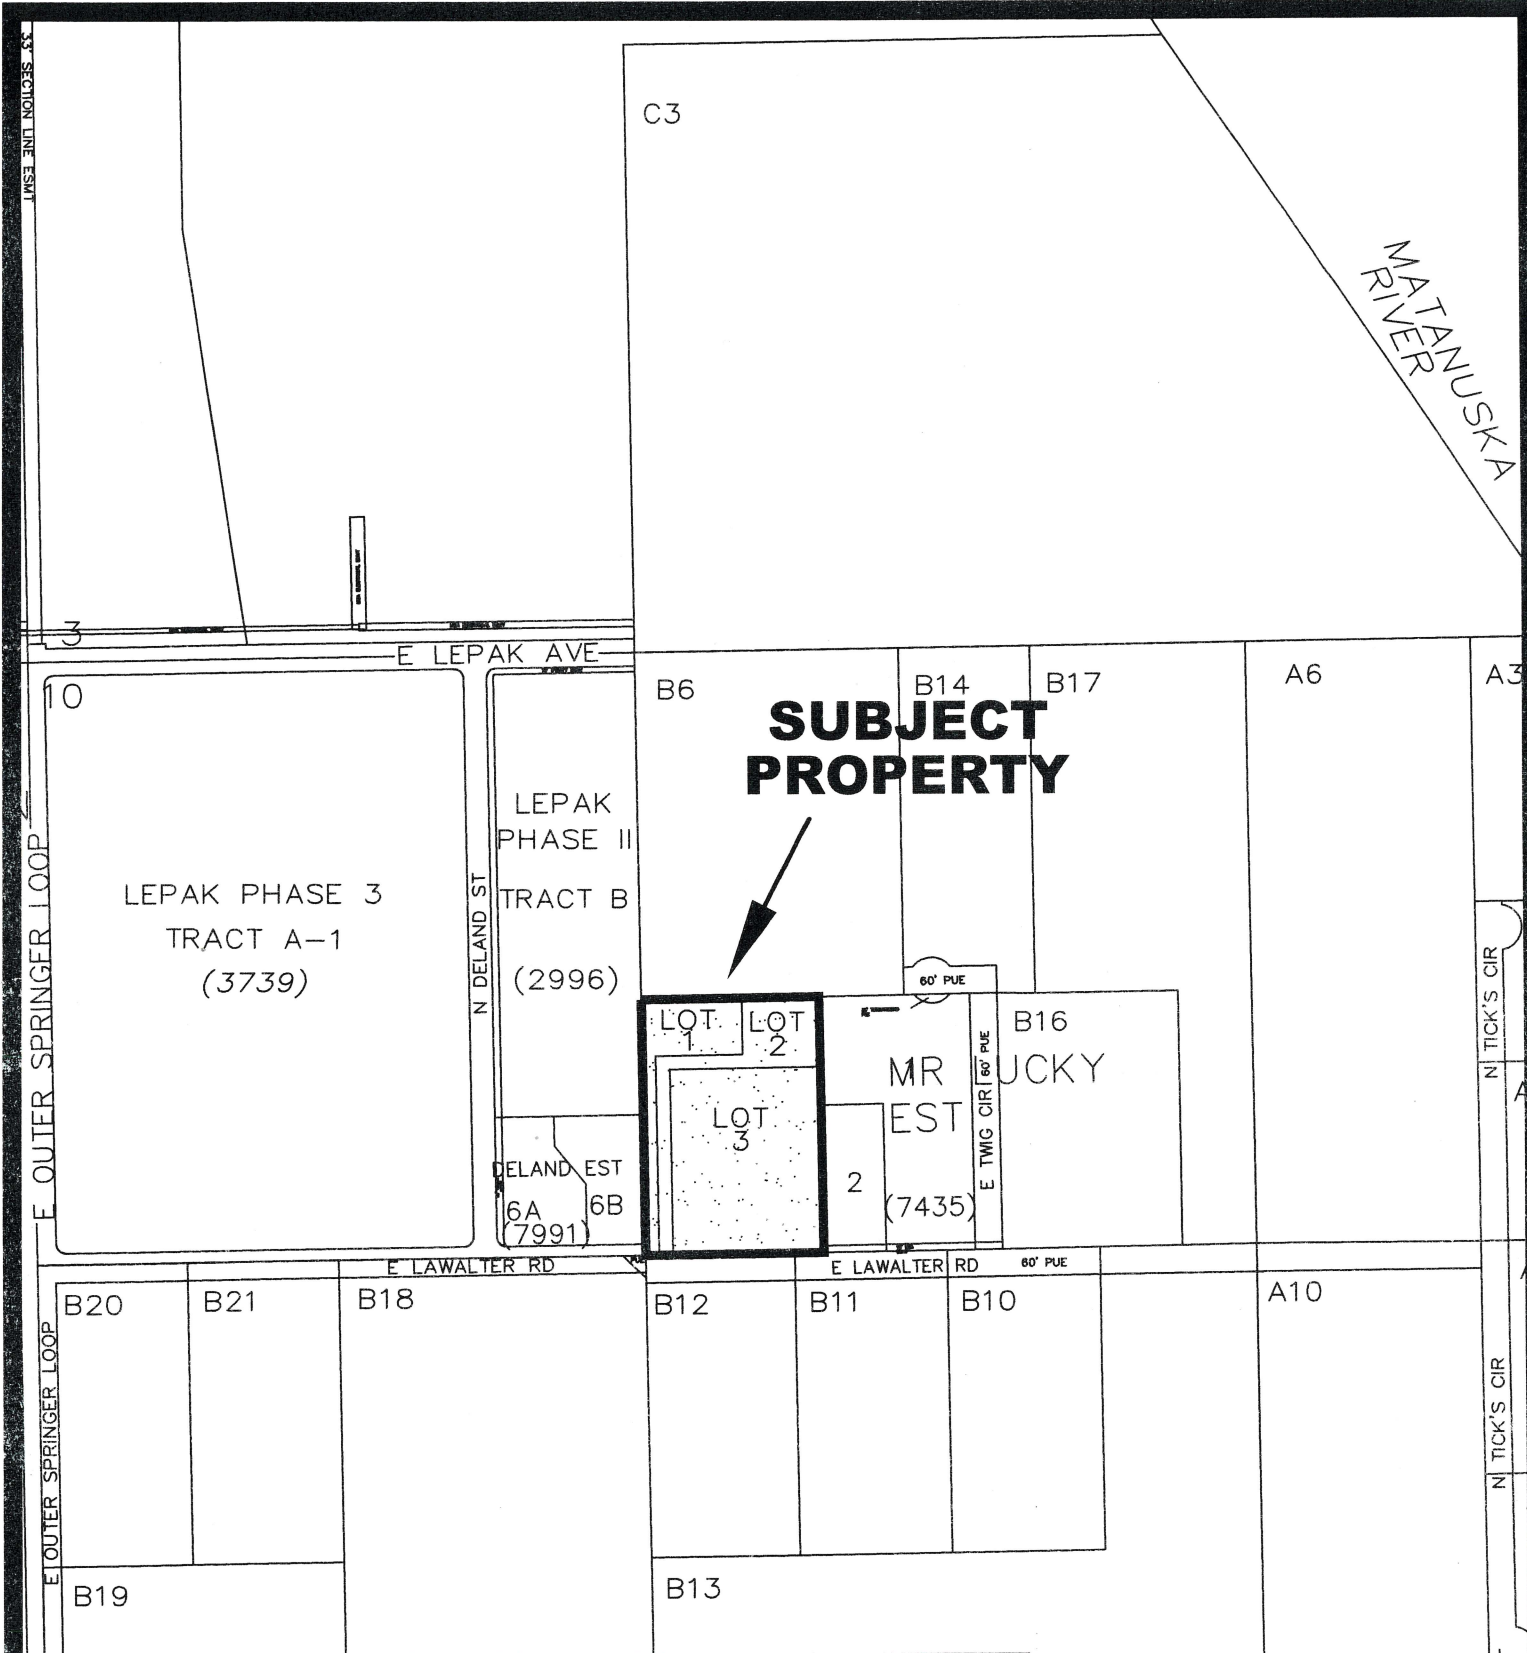 33' SECTION LINE ESMT
C3
MATANUSKA
RIVER
3
E LEPAK AVE
10
B6
B14
B17
A6
A3
SUBJECT
PROPERTY
LEPAK
PHASE II
TRACT B
(2996)
LEPAK PHASE 3
TRACT A-1
(3739)
N DELAND ST
E OUTER SPRINGER LOOP
60' PUE
LOT
1
LOT
2
LOT
3
B16
MR
UCKY
EST
(7435)
2
E TWIG CIR
60' PUE
N TICK'S CIR
A
DELAND EST
6A
6B
(7991)
E LAWALTER RD
E LAWALTER RD
60' PUE
B20
B21
B18
B12
B11
B10
A10
E OUTER SPRINGER LOOP
N TICK'S CIR
B19
B13